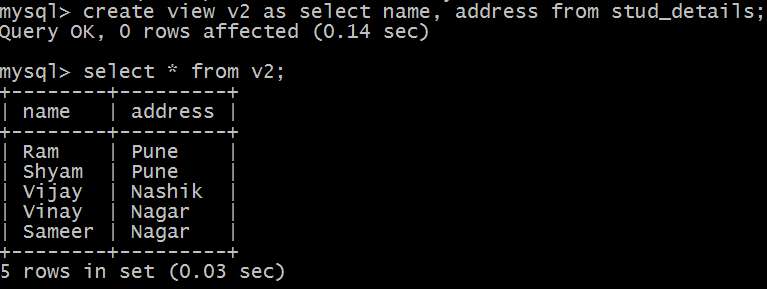 mysql> create view v2 as select name, address from stud_details;
Query OK, 0 rows affected (0.14 sec)
mysql> select * from v2;
+--------+---------+
| name   | address |
+--------+---------+
| Ram    | Pune    |
| Shyam  | Pune    |
| Vijay  | Nashik  |
| Vinay  | Nagar   |
| Sameer | Nagar   |
+--------+---------+
5 rows in set (0.03 sec)